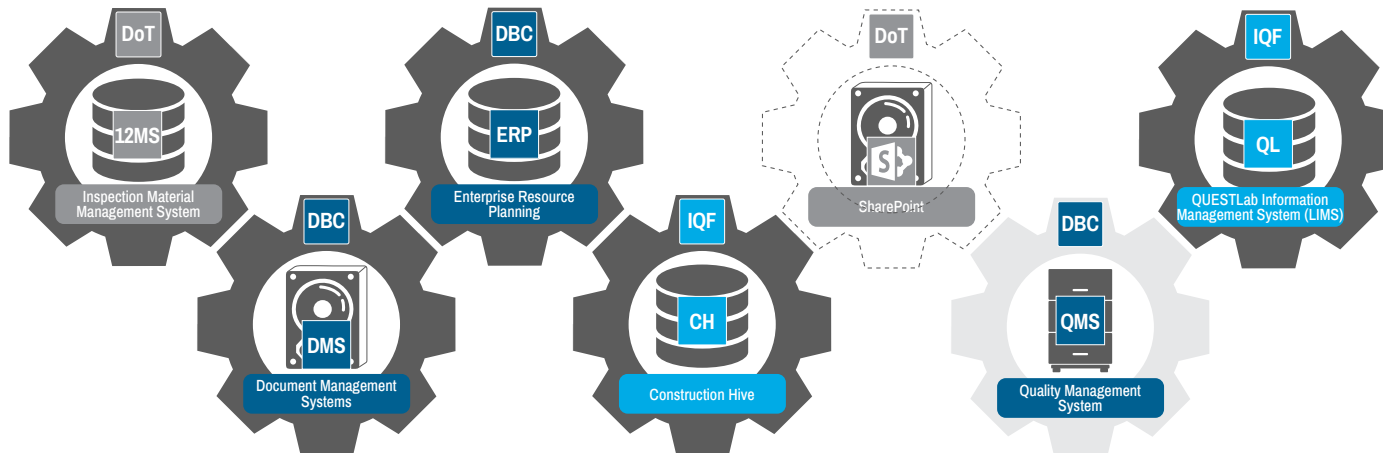 DoT
12MS
Inspection Material
Management System
DBC
DMS
Document Management
Systems
DBC
ERP
Enterprise Resource
Planning
IQF
CH
Construction Hive
DoT
S
SharePoint
DBC
QMS
Quality Management
System
IQF
QL
QUESTLab Information
Management System (LIMS)